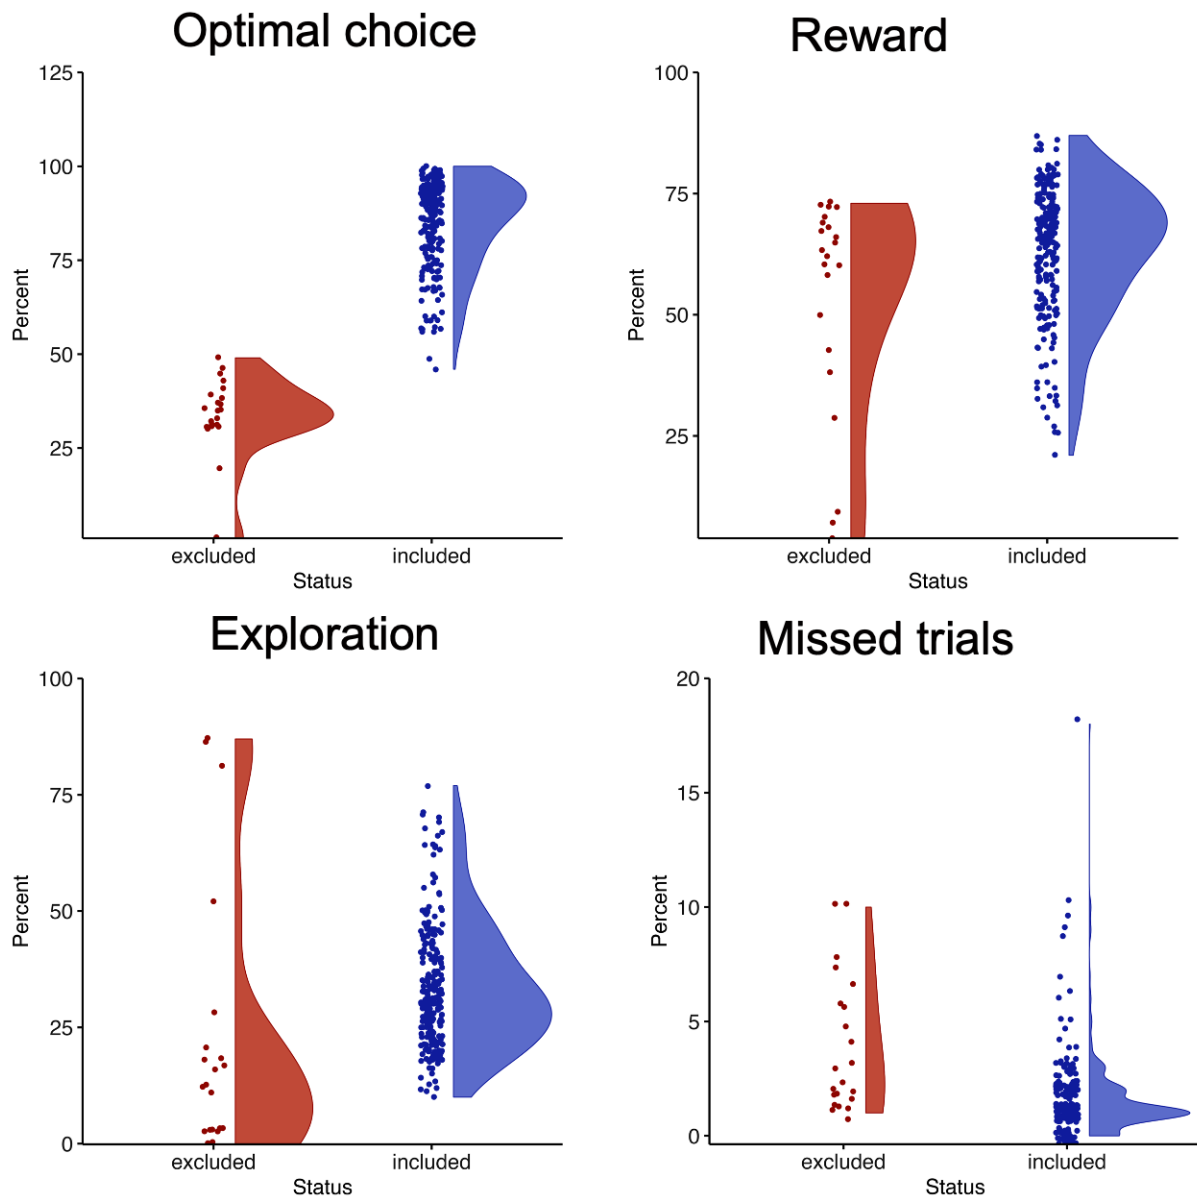 Optimal choice
125
100
75
50
25
Percent
excluded included
Status
Reward
100
75
50
25
Percent
excluded included
Status
Exploration
100
75
50
25
0
Percent
excluded included
Status
Missed trials
20
15
10
5
0
Percent
excluded included
Status